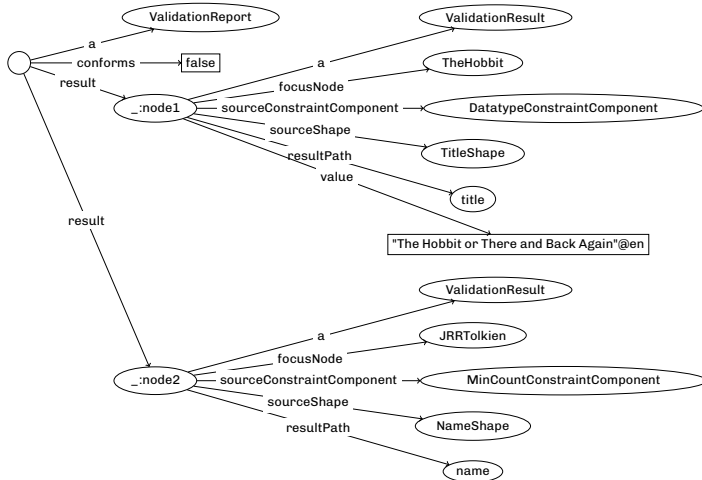 ValidationReport
a
conforms
false
result
_:node1
ValidationResult
a
TheHobbit
focusNode
sourceConstraintComponent
DatatypeConstraintComponent
sourceShape
TitleShape
resultPath
title
value
"The Hobbit or There and Back Again"@en
result
_:node2
ValidationResult
a
JRRTolkien
focusNode
sourceConstraintComponent
MinCountConstraintComponent
sourceShape
NameShape
resultPath
name